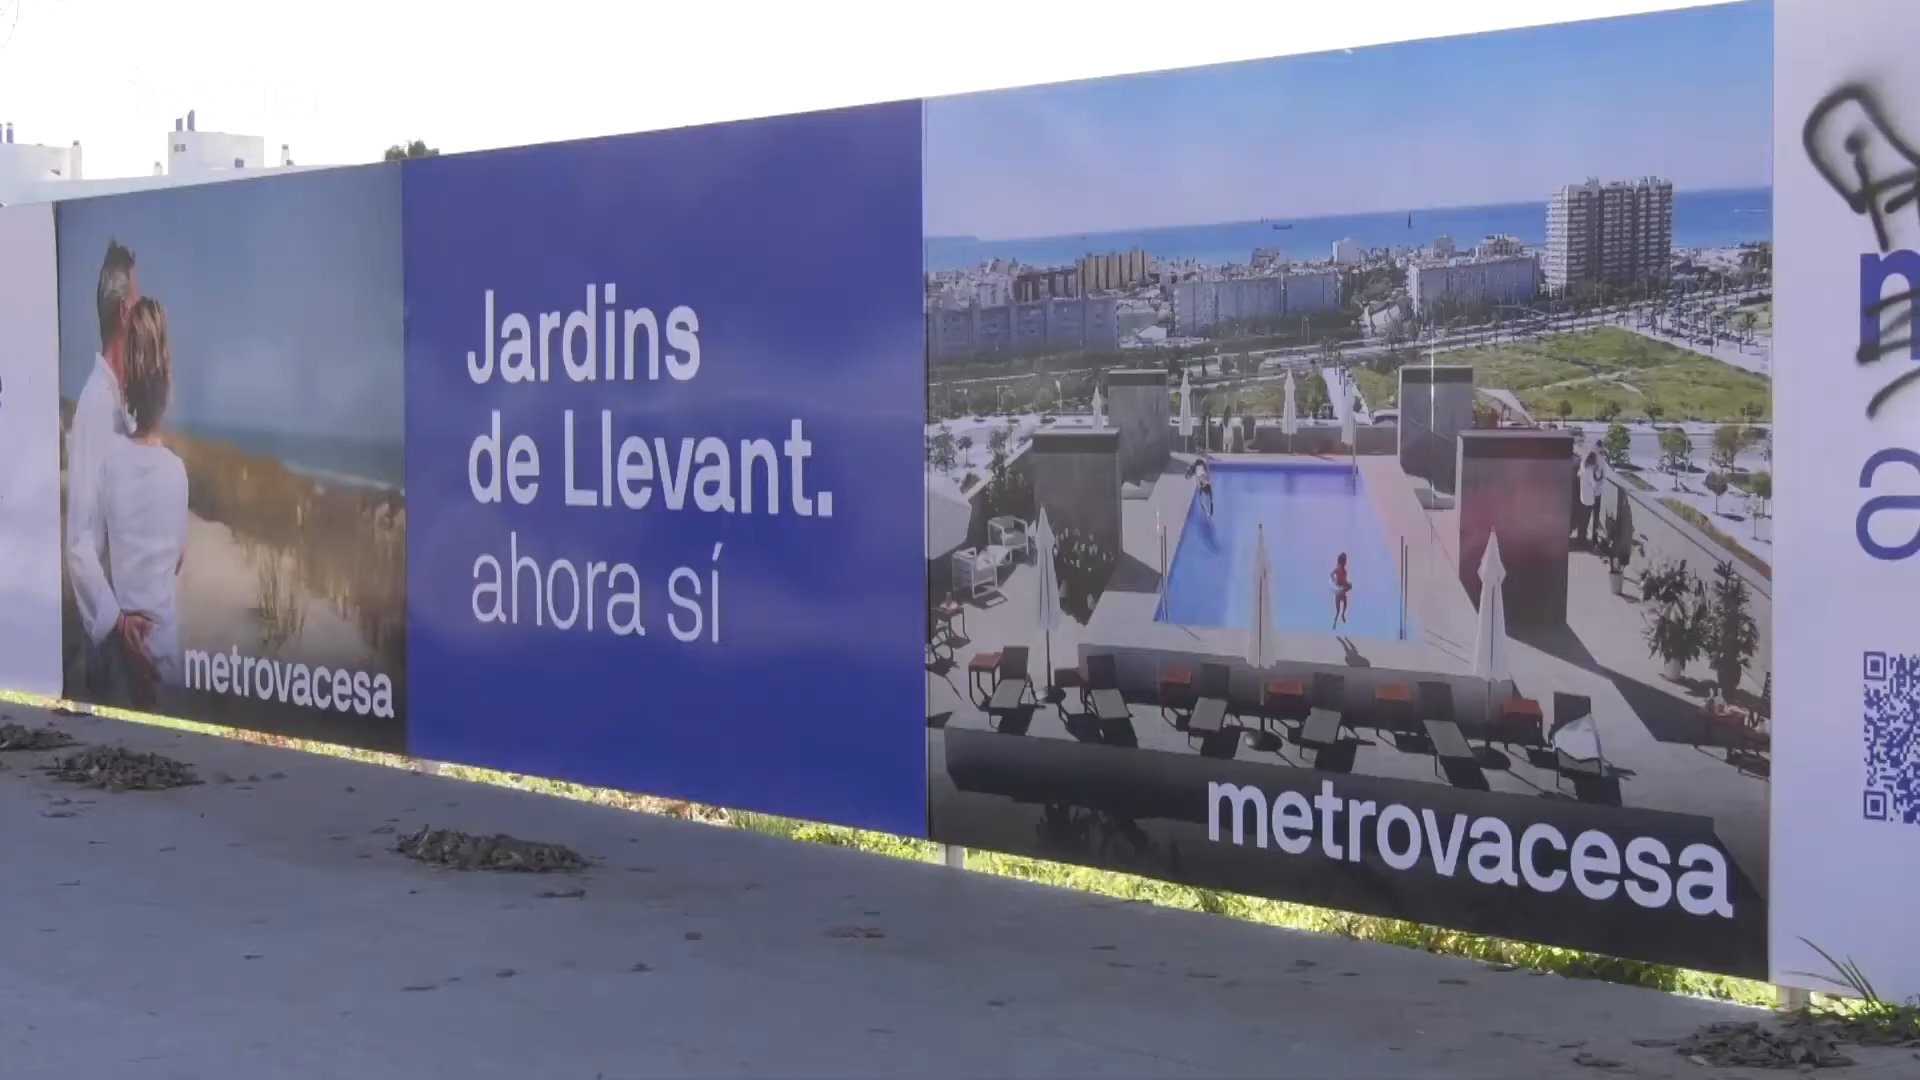 metrovacesa
Jardins
de Llevant.
ahora sí
metrovacesa